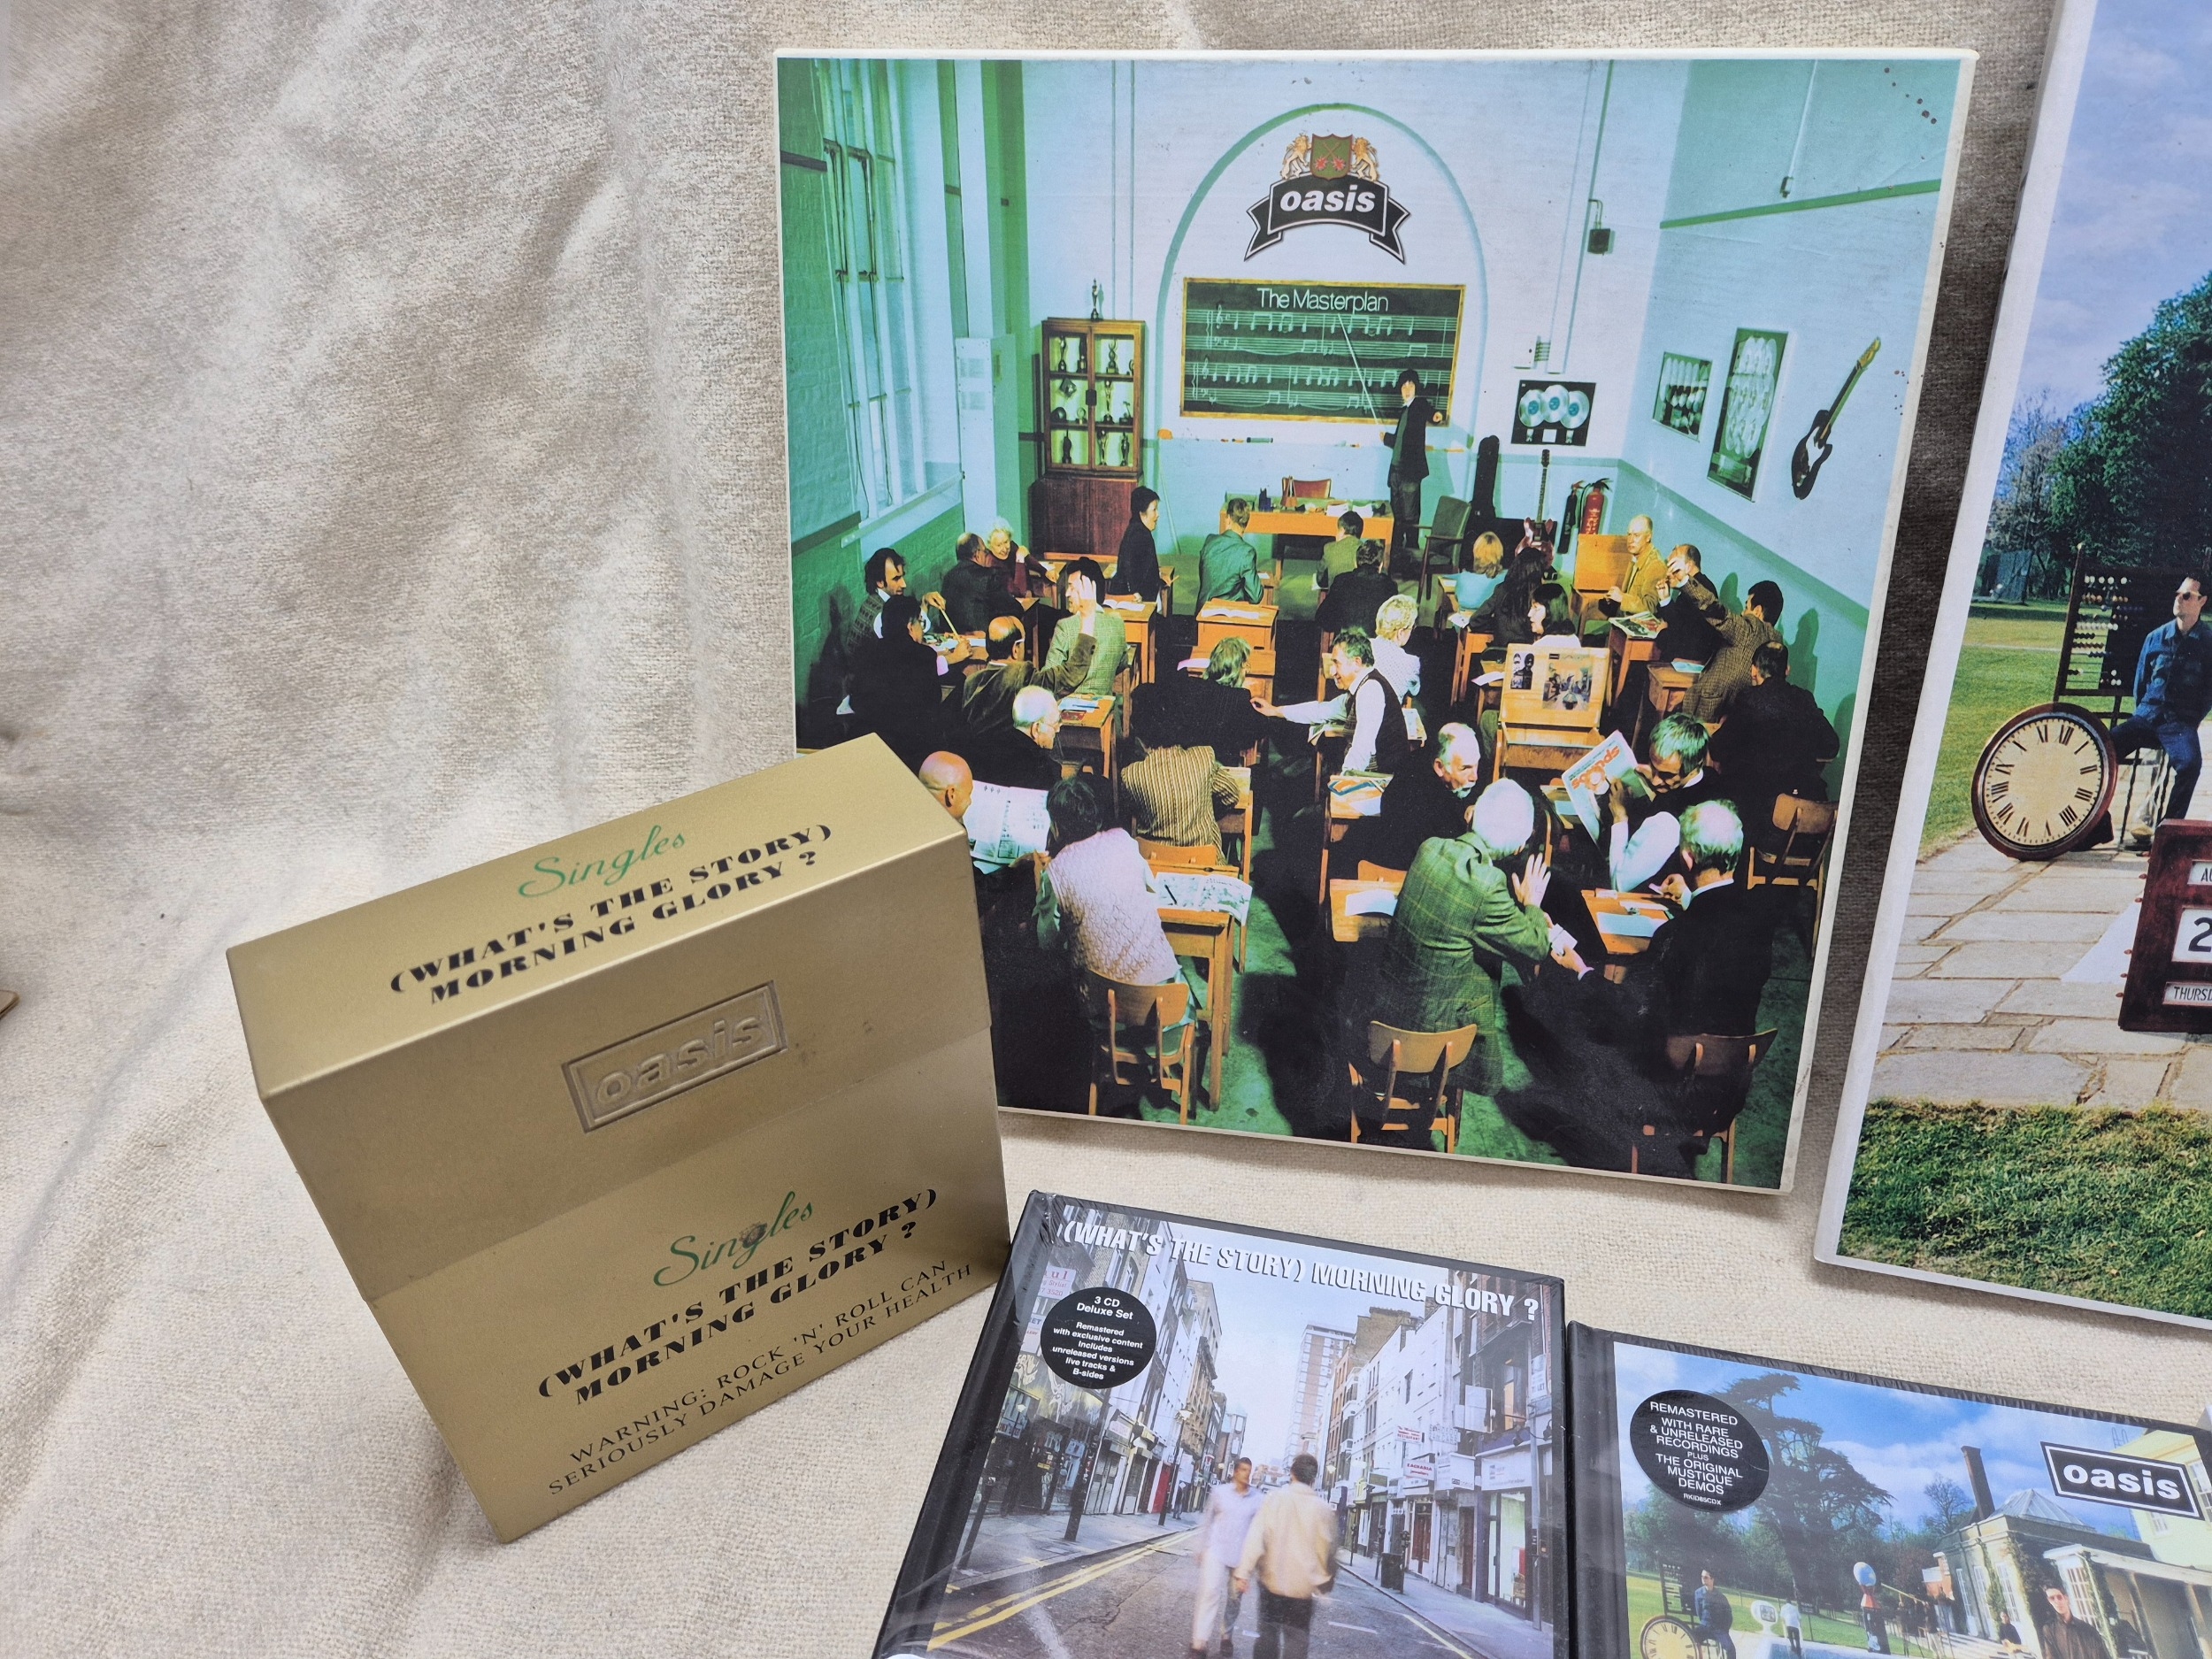 oasis
The Masterplan
Singles
(WHAT'S THE STORY)
MORNING GLORY ?
oasis
Singles
(WHAT'S THE STORY)
MORNING GLORY ?
WARNING: ROCK 'N' ROLL CAN
SERIOUSLY DAMAGE YOUR HEALTH
(WHAT'S THE STORY) MORNING GLORY ?
3 CD
Deluxe Set
Remastered
with exclusive content
includes
unreleased versions
live tracks &
B-sides
REMASTERED
WITH RARE
& UNRELEASED
RECORDINGS
PLUS
THE ORIGINAL
MUSTIQUE
DEMOS
RKID85CDX
oasis
2